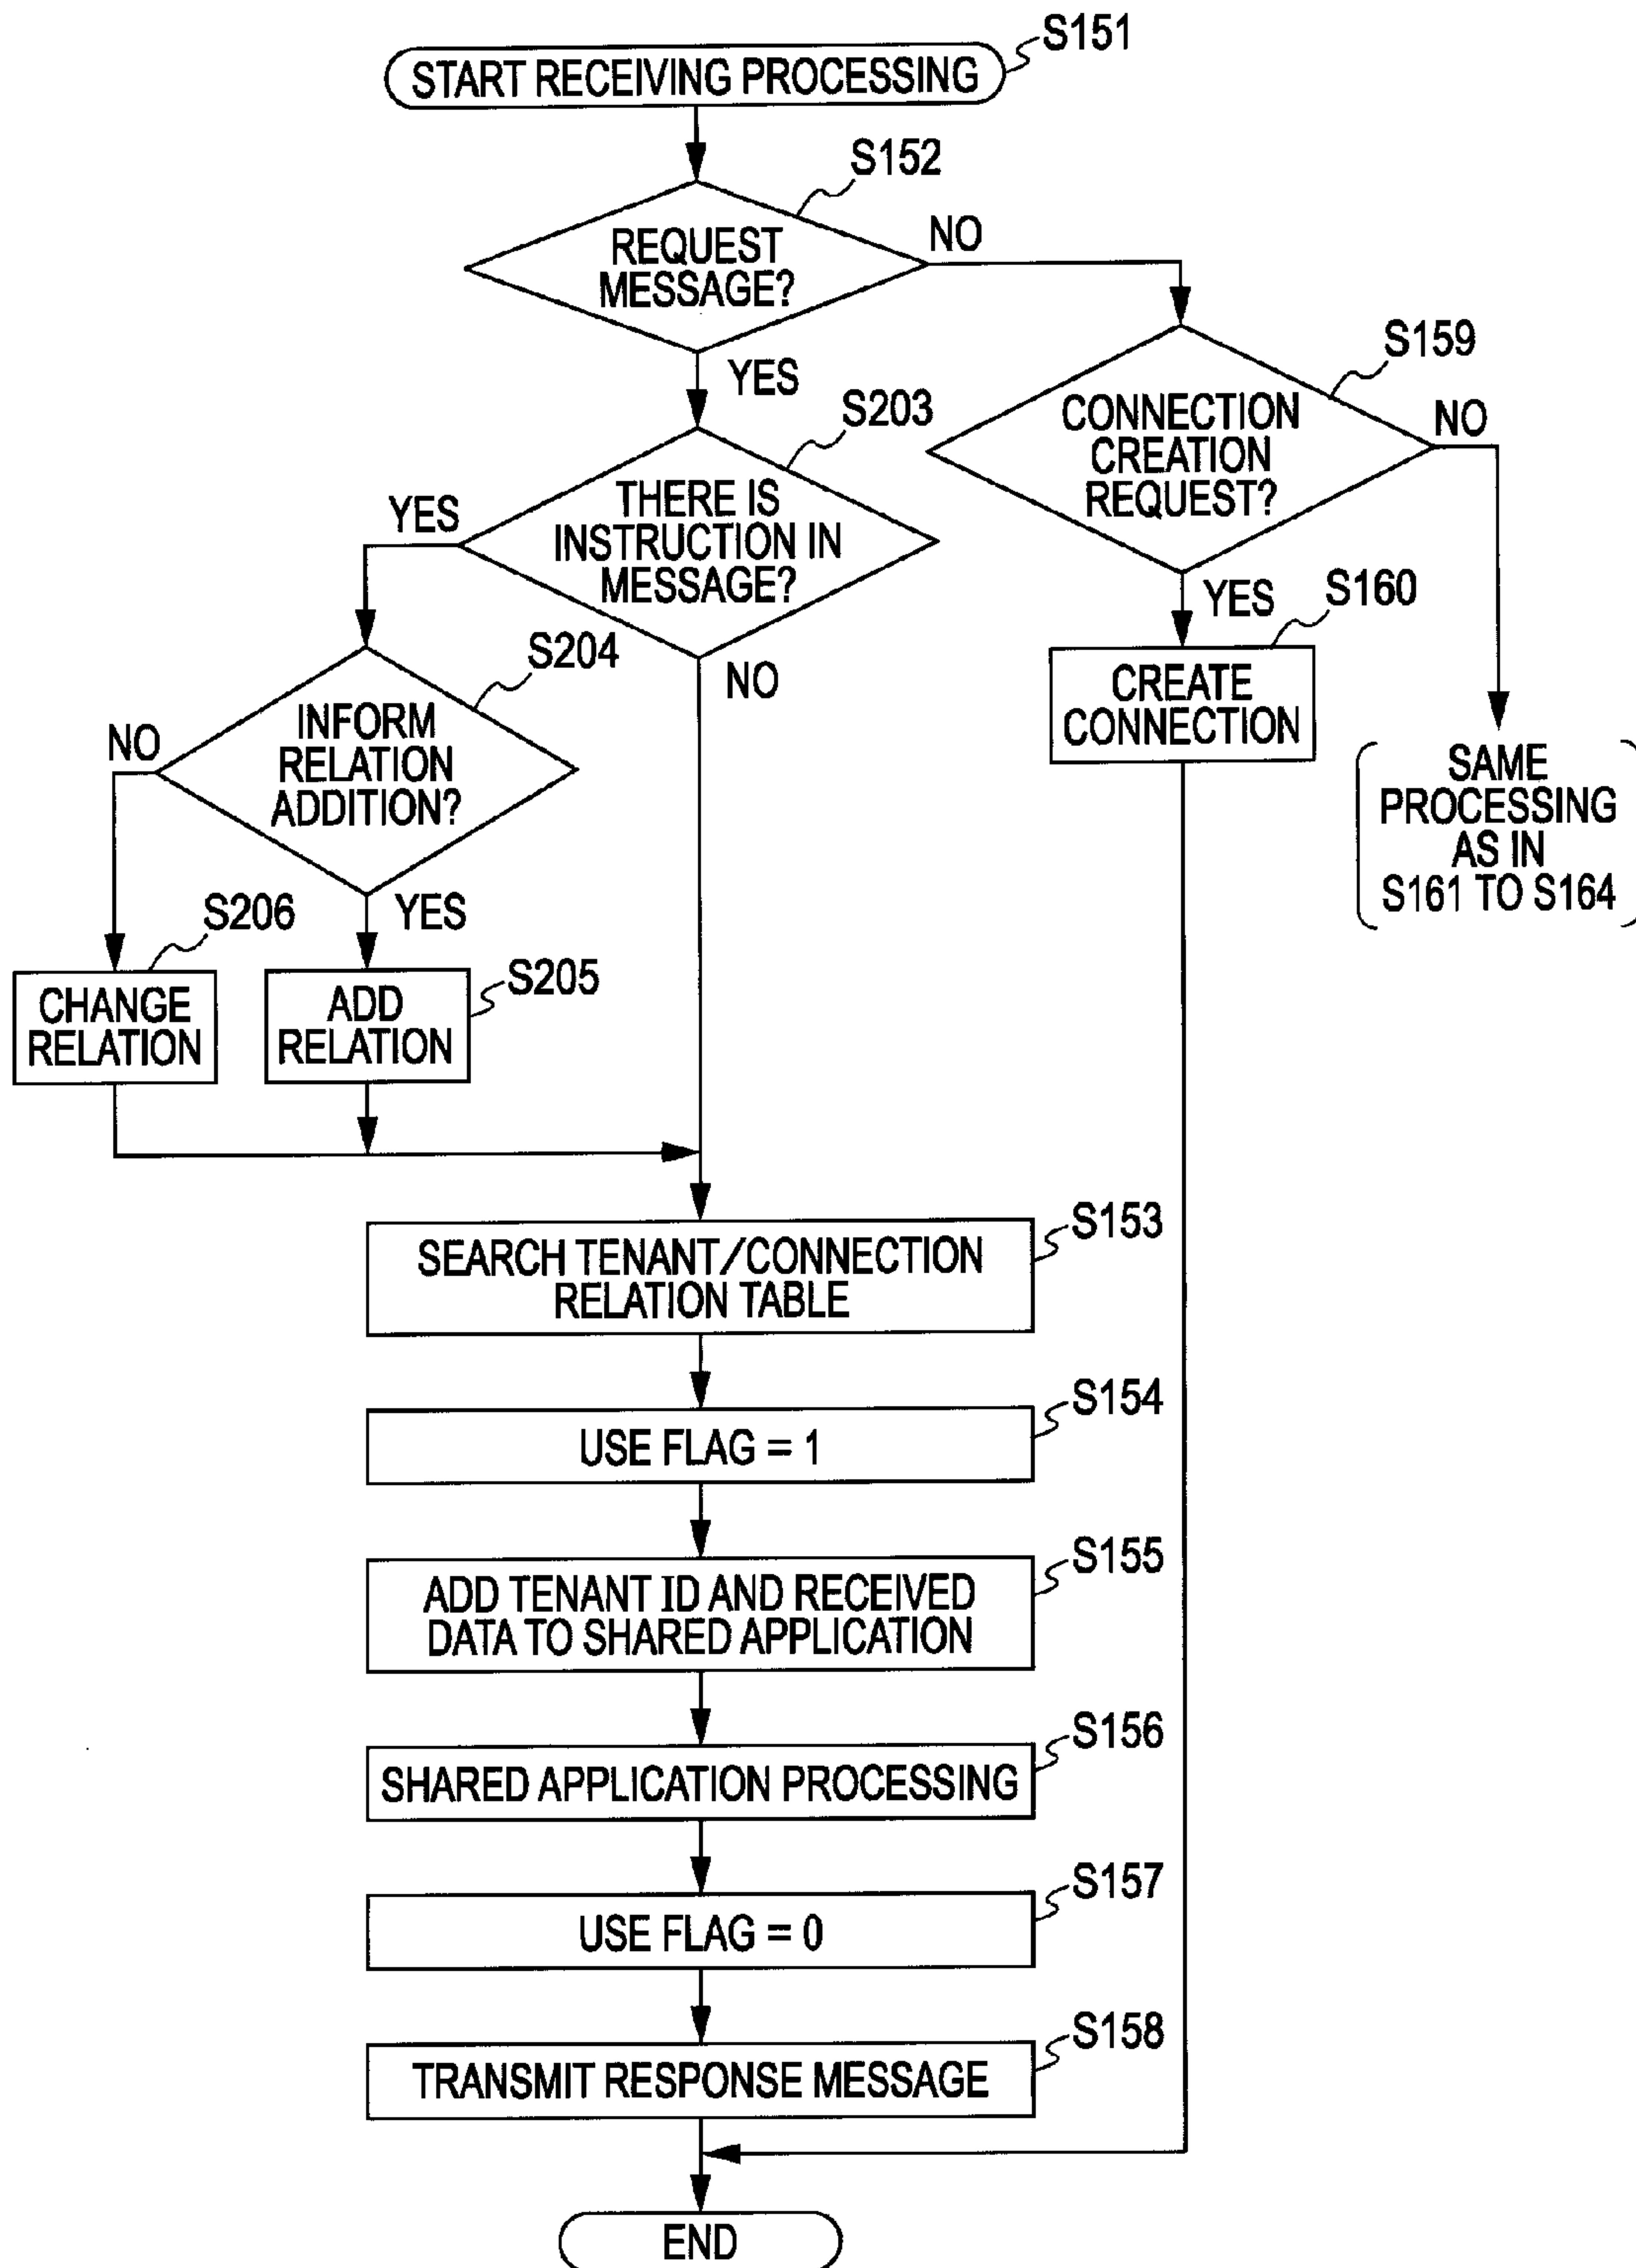 S151
START RECEIVING PROCESSING
S152
REQUEST
MESSAGE?
NO
YES
S159
CONNECTION
CREATION
REQUEST?
NO
YES
S203
THERE IS
INSTRUCTION IN
MESSAGE?
YES
NO
S160
CREATE
CONNECTION
SAME
PROCESSING
AS IN
S161 TO S164
S204
INFORM
RELATION
ADDITION?
NO
YES
S206
CHANGE
RELATION
S205
ADD
RELATION
S153
SEARCH TENANT/CONNECTION
RELATION TABLE
S154
USE FLAG = 1
S155
ADD TENANT ID AND RECEIVED
DATA TO SHARED APPLICATION
S156
SHARED APPLICATION PROCESSING
S157
USE FLAG = 0
S158
TRANSMIT RESPONSE MESSAGE
END